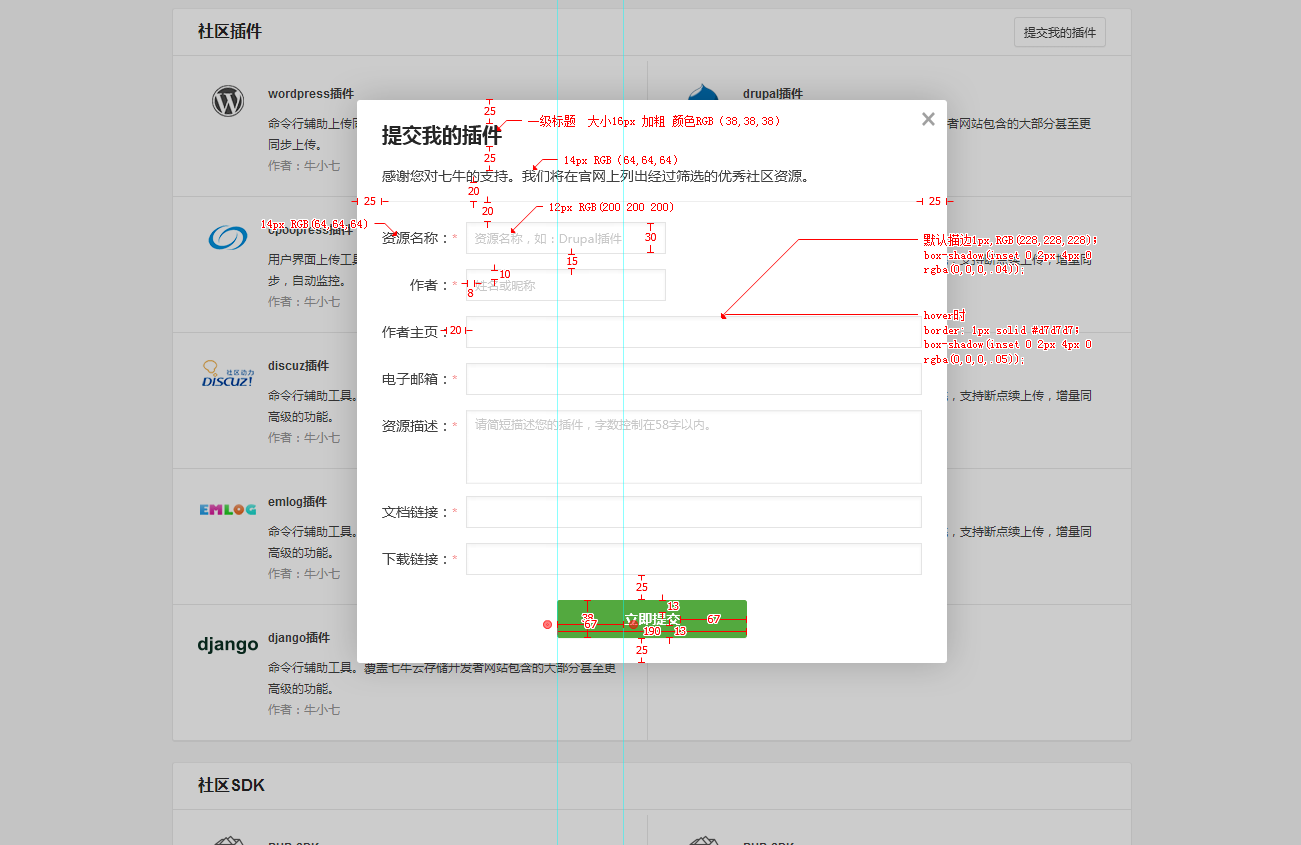 社区插件
提交我的插件
wordpress插件
命令行辅助上传同
同步上传。
作者：牛小七
drupal插件
者网站包含的大部分甚至更
25
一级标题 大小16px 加粗 颜色RGB（38,38,38）
×
提交我的插件
25
14px RGB（64,64,64）
感谢您对七牛的支持。我们将在官网上列出经过筛选的优秀社区资源。
20
25
20
25
12px RGB(200 200 200)
14px RGB(64,64,64)
资源名称：*
资源名称，如：Drupal插件
30
15
默认描边1px,RGB(228,228,228);
box-shadow(inset 0 2px 4px 0
rgba(0,0,0,.04));
用户界面上传工具
，支持断点续上传，增量同
步，自动监控。
作者：牛小七
10
8
作者：*
姓名或昵称
hover时
border: 1px solid #d7d7d7;
box-shadow(inset 0 2px 4px 0
rgba(0,0,0,.05));
作者主页：
20
discuz插件
社区动力
DISCUZ!
命令行辅助工具。
高级的功能。
作者：牛小七
，支持断点续上传，增量同
电子邮箱：*
资源描述：*
请简短描述您的插件，字数控制在58字以内。
emlog插件
EMLOG
命令行辅助工具。
高级的功能。
作者：牛小七
，支持断点续上传，增量同
文档链接：*
下载链接：*
25
13
38
67
立即提交
67
190
13
25
django
django插件
命令行辅助工具。覆盖七牛云存储开发者网站包含的大部分甚至更
高级的功能。
作者：牛小七
社区SDK